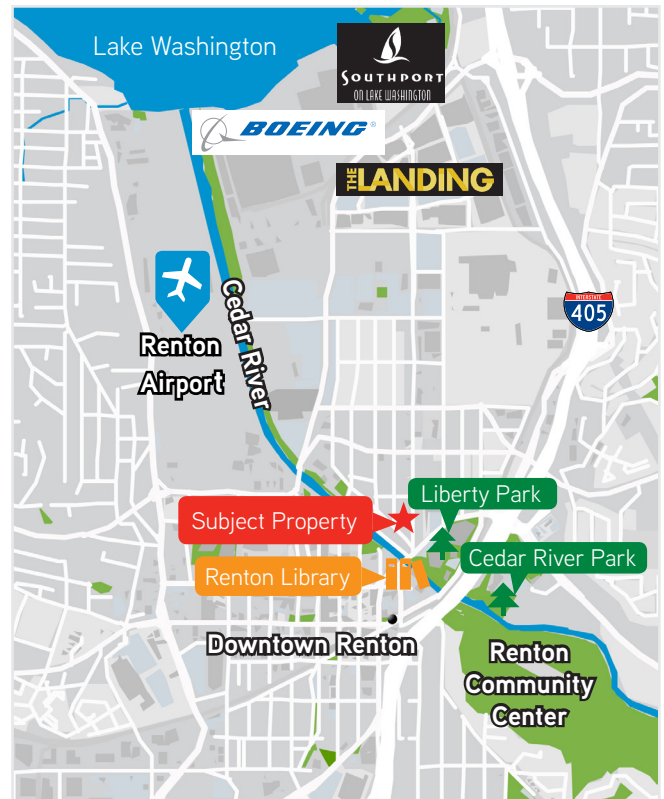 Lake Washington
SOUTHPORT
ON LAKE WASHINGTON
BOEING®
THE LANDING
INTERSTATE
405
Cedar River
Renton
Airport
Liberty Park
Subject Property
Cedar River Park
Renton Library
Downtown Renton
Renton
Community
Center